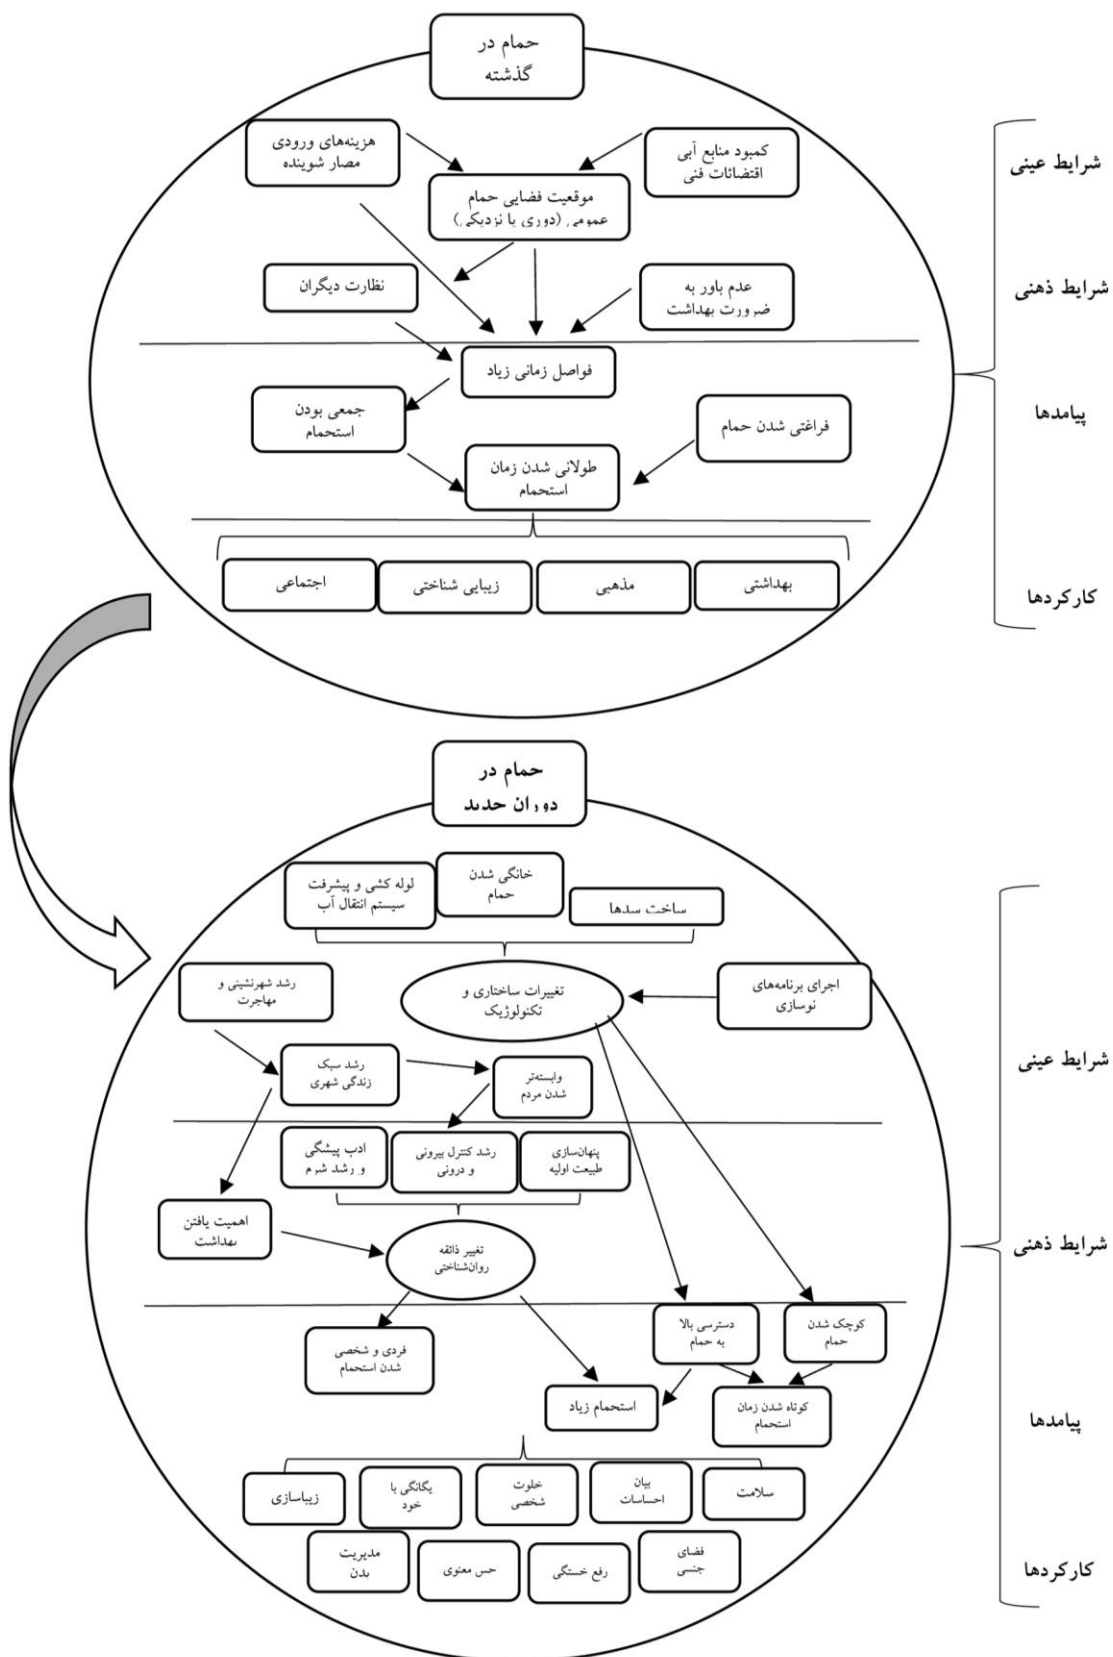 حمام در
گذشته
کمبود منابع آبی
اقتضائات فنی
هزینه‌های ورودی
مصار شوینده
شرایط عینی
موقعیت فضایی حمام
عمومی (دوری یا نزدیکی)
نظارت دیگران
عدم باور به
ضرورت بهداشت
شرایط ذهنی
فواصل زمانی زیاد
جمعی بودن
استحمام
فراغتی شدن حمام
پیامدها
طولانی شدن زمان
استحمام
بهداشتی
مذهبی
زیبایی شناختی
اجتماعی
کارکردها
حمام در
دوران جدید
خانگی شدن
حمام
لوله کشی و پیشرفت
سیستم انتقال آب
ساخت سدها
رشد شهرنشینی و
مهاجرت
تغییرات ساختاری و
تکنولوژیک
اجرای برنامه‌های
نوسازی
رشد سبک
زندگی شهری
وابسته‌تر
شدن مردم
شرایط عینی
پنهان‌سازی
طبیعت اولیه
رشد کنترل بیرونی
و درونی
ادب پیشگی
و رشد شرم
اهمیت یافتن
بهداشت
تغییر ذائقه
روان‌شناختی
شرایط ذهنی
کوچک شدن
حمام
دسترسی بالا
به حمام
فردی و شخصی
شدن استحمام
استحمام زیاد
کوتاه شدن زمان
استحمام
پیامدها
سلامت
بیان
احساسات
خلوت
شخصی
یگانگی با
خود
زیباسازی
فضای
جنسی
رفع خستگی
حس معنوی
مدیریت
بدن
کارکردها